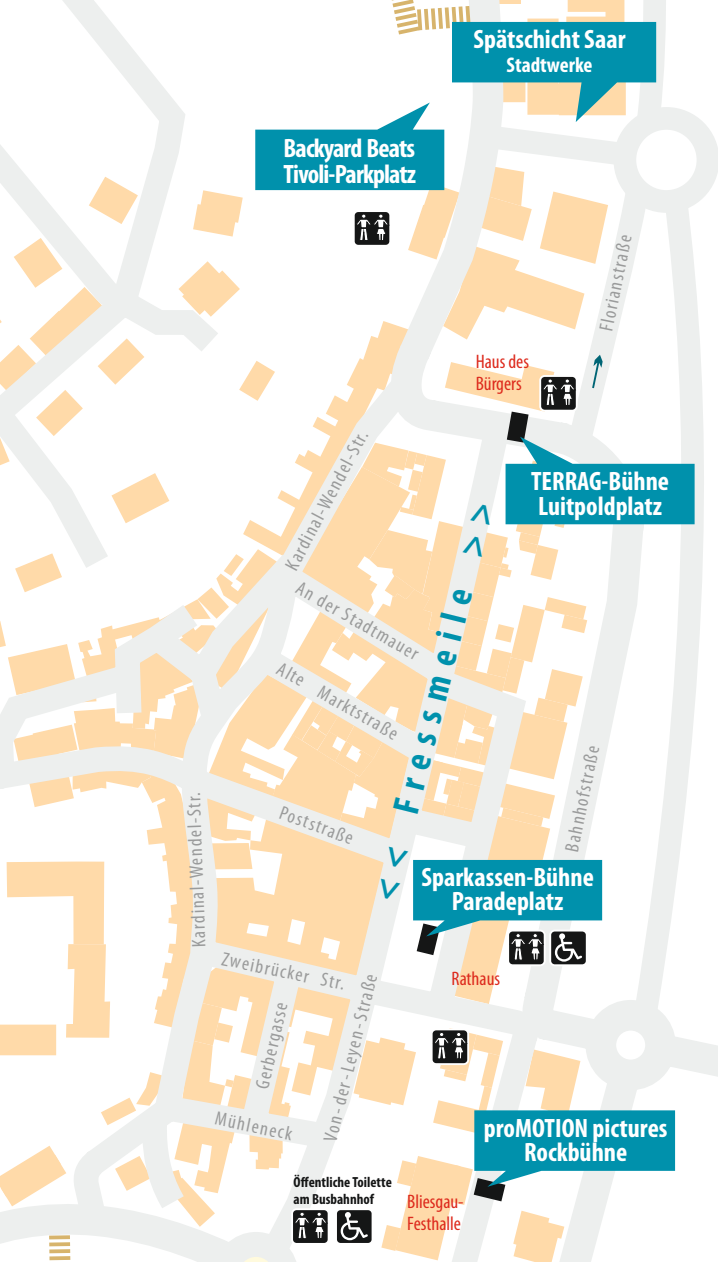 Spätschicht Saar
Stadtwerke
Backyard Beats
Tivoli-Parkplatz
Florianstraße
Haus des
Bürgers
TERRAG-Bühne
Luitpoldplatz
Kardinal-Wendel-Str.
An der Stadtmauer
Alte Marktstraße
Fressmeile
Poststraße
Bahnhofstraße
Kardinal-Wendel-Str.
Sparkassen-Bühne
Paradeplatz
Zweibrücker Str.
Rathaus
Gerbergasse
Von-der-Leyen-Straße
Mühleneck
proMOTION pictures
Rockbühne
Öffentliche Toilette
am Busbahnhof
Bliesgau-
Festhalle